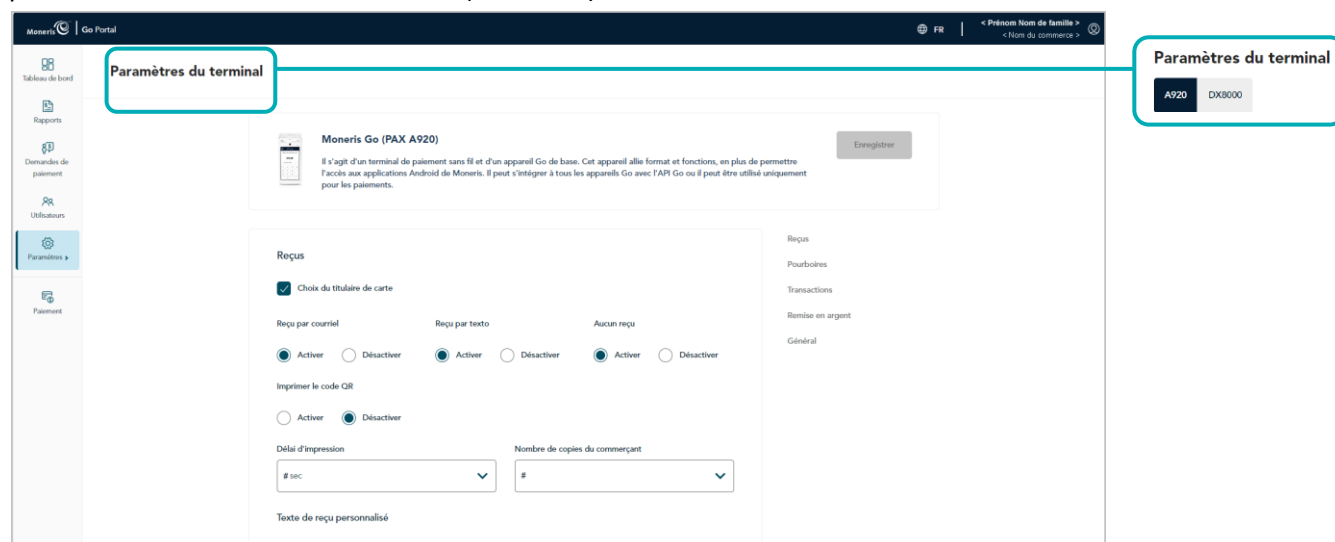 Moneris Go Portal
FR
< Prénom Nom de famille >
< Nom du commerce >
Tableau de bord
Rapports
Demandes de
paiement
Utilisateurs
Paramètres
Paiement
Paramètres du terminal
Moneris Go (PAX A920)
Il s'agit d'un terminal de paiement sans fil et d'un appareil Go de base. Cet appareil allie format et fonctions, en plus de permettre
l'accès aux applications Android de Moneris. Il peut s'intégrer à tous les appareils Go avec l'API Go ou il peut être utilisé uniquement
pour les paiements.
Enregistrer
Reçus
Choix du titulaire de carte
Reçu par courriel Reçu par texto Aucun reçu
Activer Désactiver Activer Désactiver Activer Désactiver
Imprimer le code QR
Activer Désactiver
Délai d'impression Nombre de copies du commerçant
# sec #
Texte de reçu personnalisé
Reçus
Pourboires
Transactions
Remise en argent
Général
Paramètres du terminal
A920 DX8000